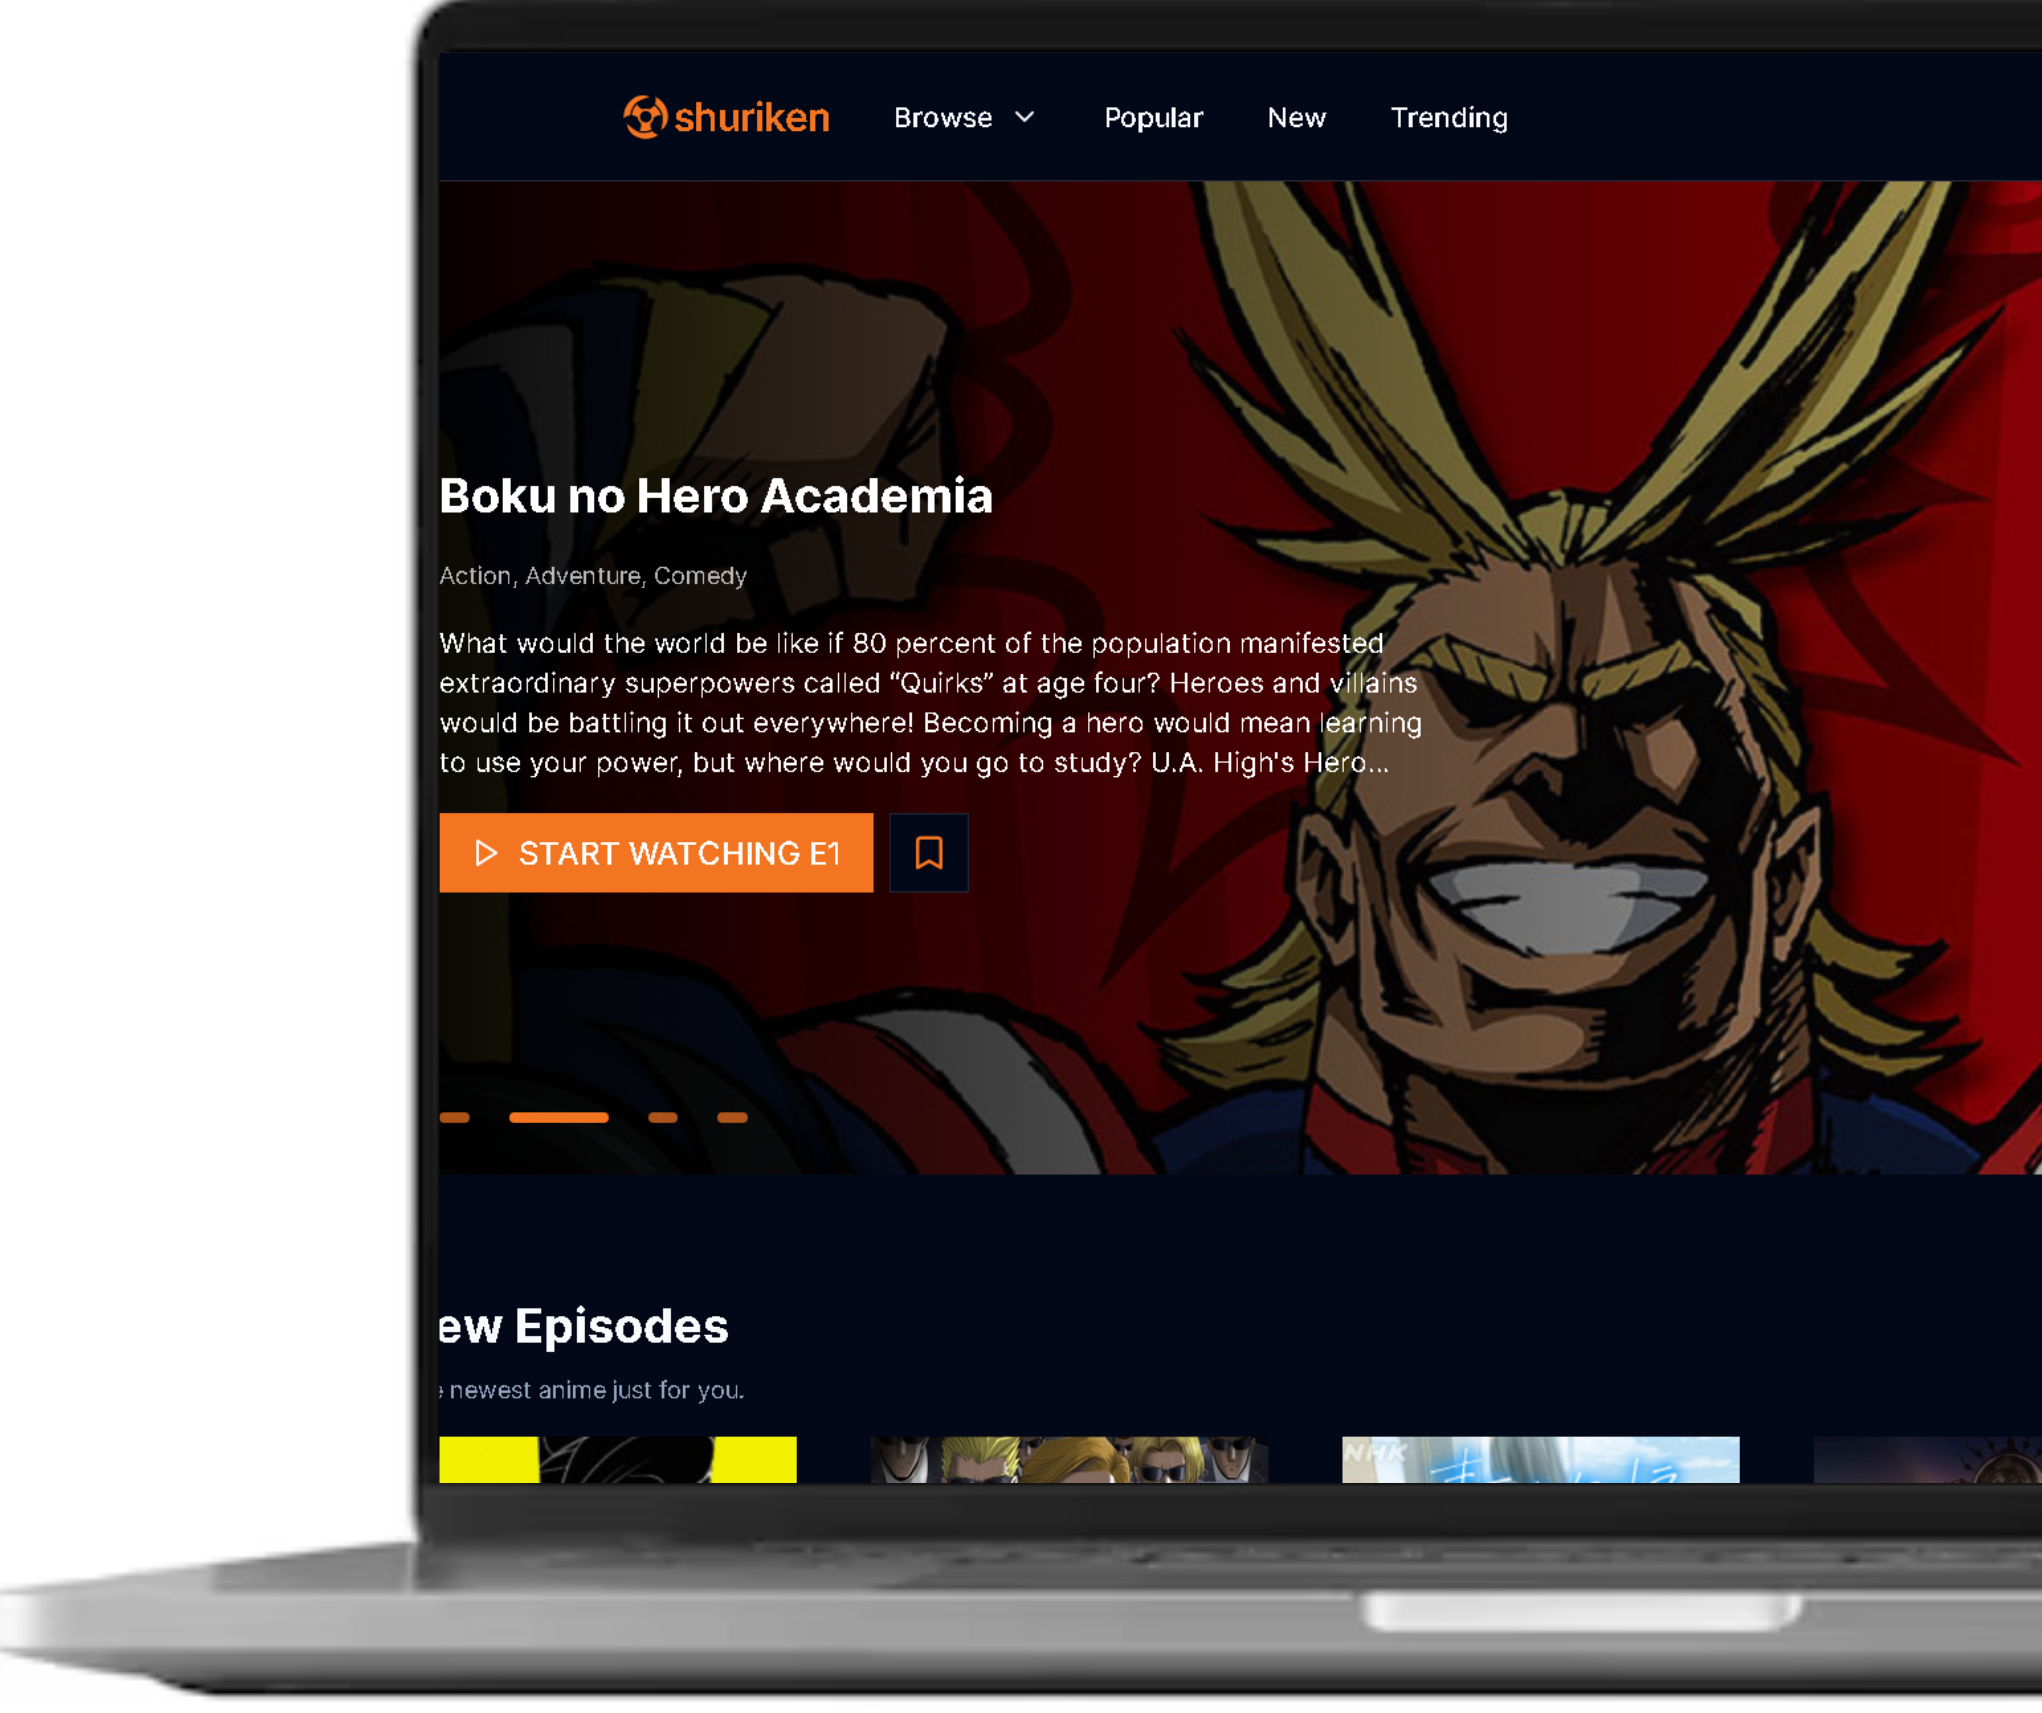 shuriken Browse Popular New Trending
Boku no Hero Academia
Action, Adventure, Comedy
What would the world be like if 80 percent of the population manifested
extraordinary superpowers called “Quirks” at age four? Heroes and villains
would be battling it out everywhere! Becoming a hero would mean learning
to use your power, but where would you go to study? U.A. High's Hero...
START WATCHING E1
ew Episodes
newest anime just for you.
NHK